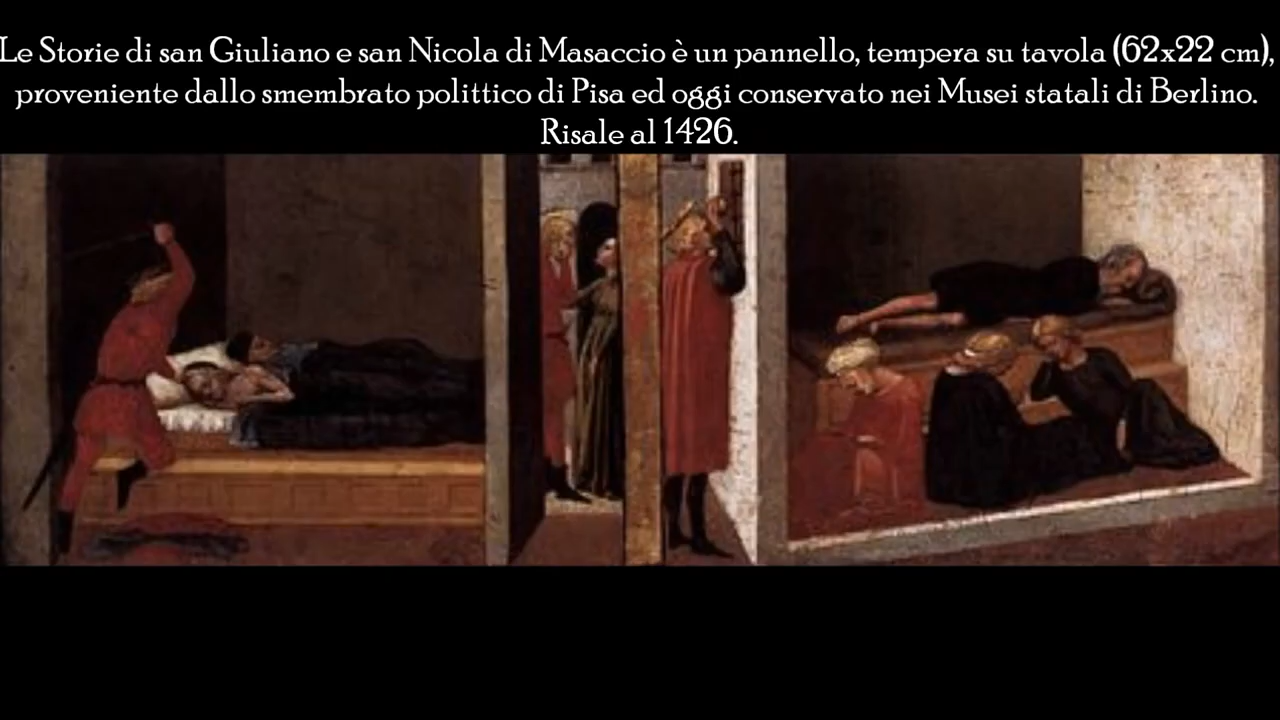 Le Storie di san Giuliano e san Nicola di Masaccio è un pannello, tempera su tavola (62x22 cm),
proveniente dallo smembrato polittico di Pisa ed oggi conservato nei Musei statali di Berlino.
Risale al 1426.